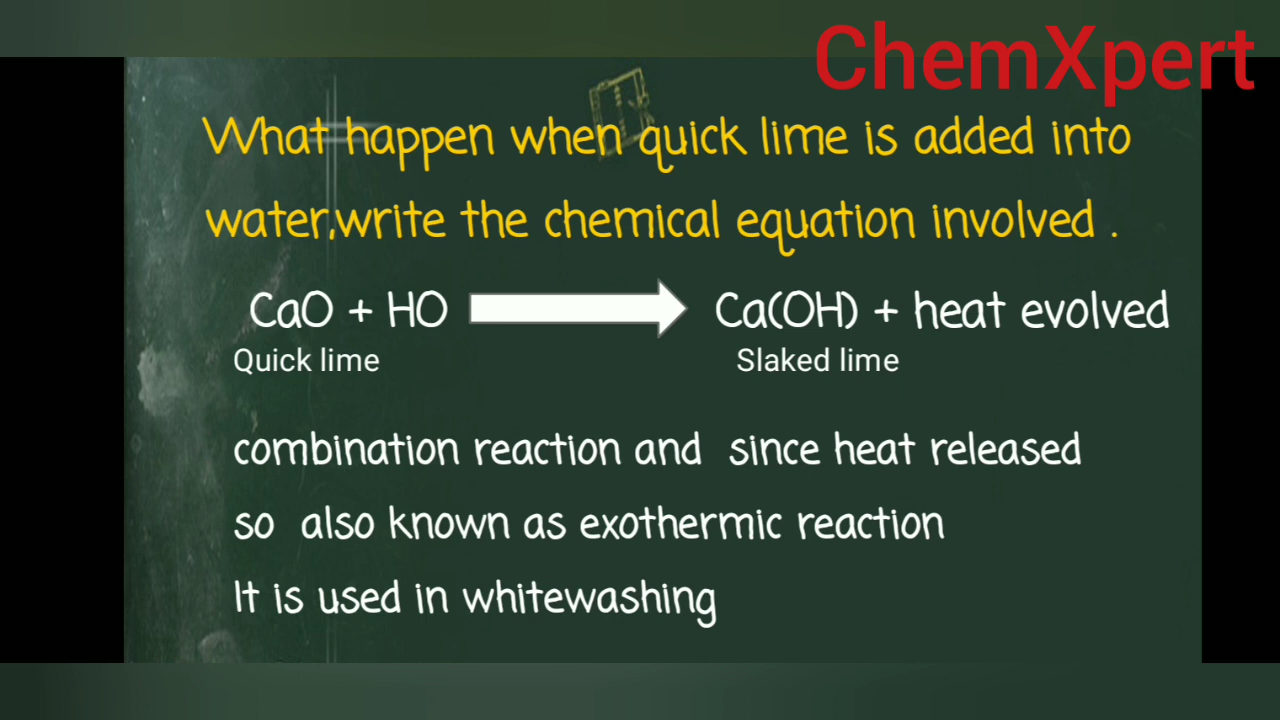 ChemXpert
What happen when quick lime is added into
water,write the chemical equation involved .
CaO + HO Ca(OH) + heat evolved
Quick lime Slaked lime
combination reaction and since heat released
so also known as exothermic reaction
It is used in whitewashing